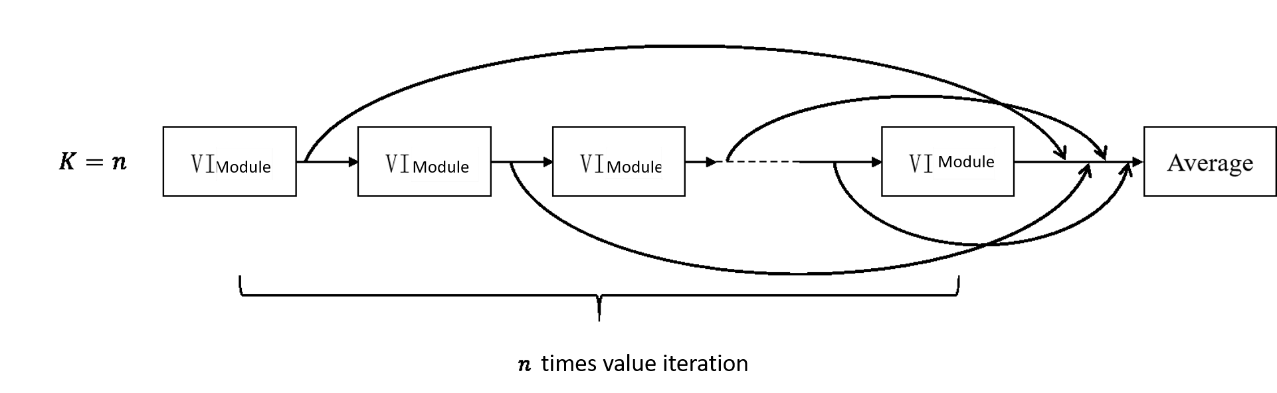 K = n
VI Module
VI Module
VI Module
VI Module
Average
n times value iteration